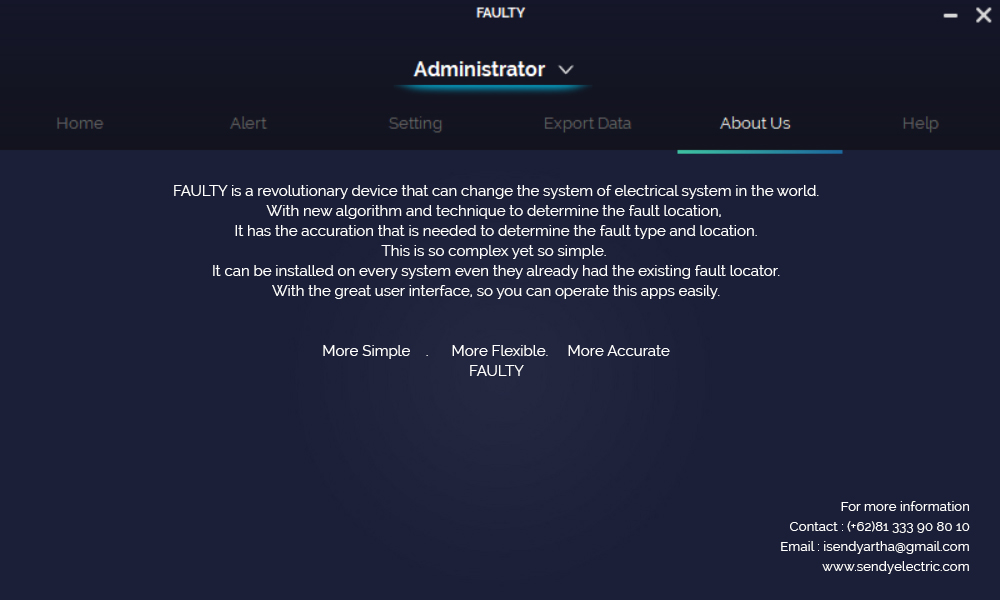 FAULTY
Administrator
Home Alert Setting Export Data About Us Help
FAULTY is a revolutionary device that can change the system of electrical system in the world.
With new algorithm and technique to determine the fault location,
It has the accuration that is needed to determine the fault type and location.
This is so complex yet so simple.
It can be installed on every system even they already had the existing fault locator.
With the great user interface, so you can operate this apps easily.
More Simple . More Flexible. More Accurate
FAULTY
For more information
Contact : (+62)81 333 90 80 10
Email : isendyartha@gmail.com
www.sendyelectric.com